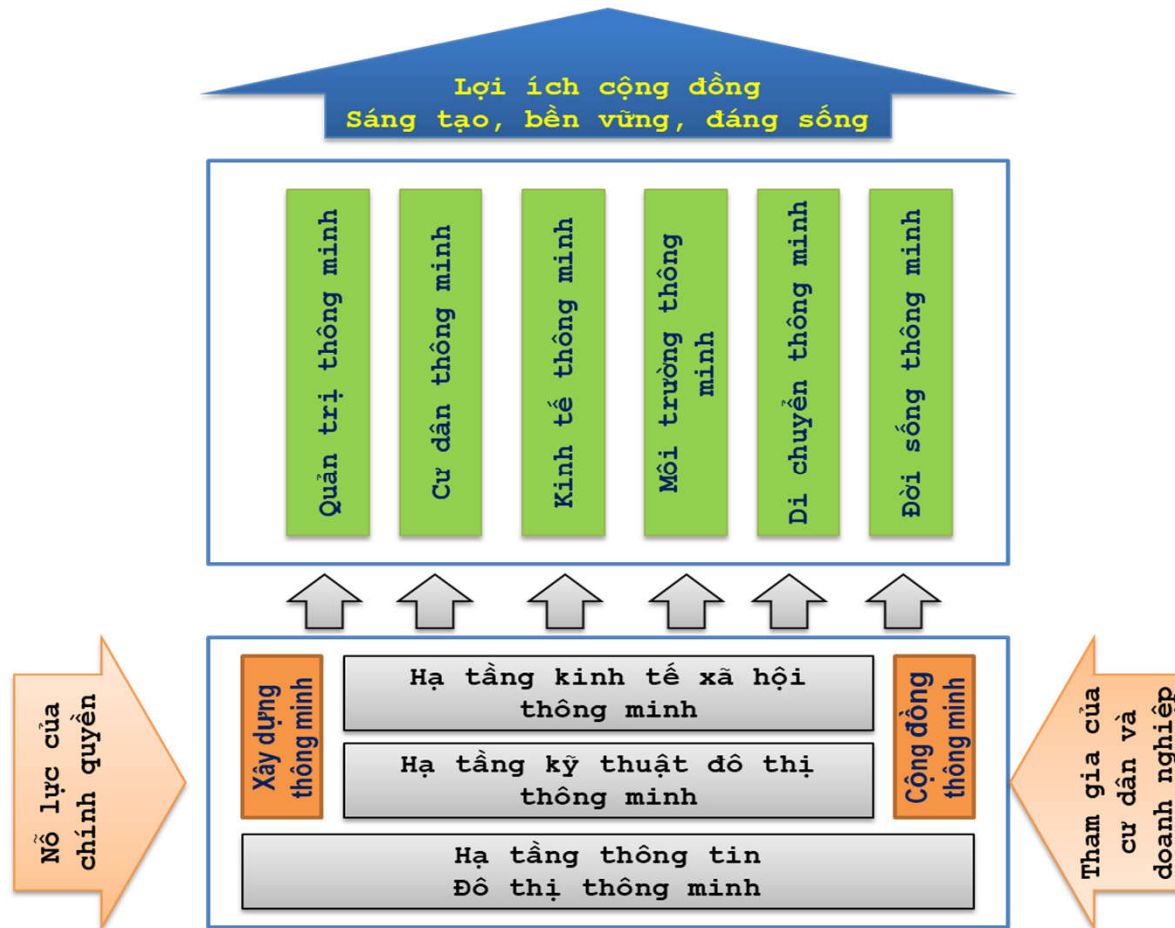 Lợi ích cộng đồng
Sáng tạo, bền vững, đáng sống
Quản trị thông minh
Cư dân thông minh
Kinh tế thông minh
Môi trường thông
minh
Di chuyển thông minh
Đời sống thông minh
Nỗ lực của
chính quyền
Xây dựng
thông minh
Hạ tầng kinh tế xã hội
thông minh
Hạ tầng kỹ thuật đô thị
thông minh
Cộng đồng
thông minh
Hạ tầng thông tin
Đô thị thông minh
Tham gia của
cư dân và
doanh nghiệp